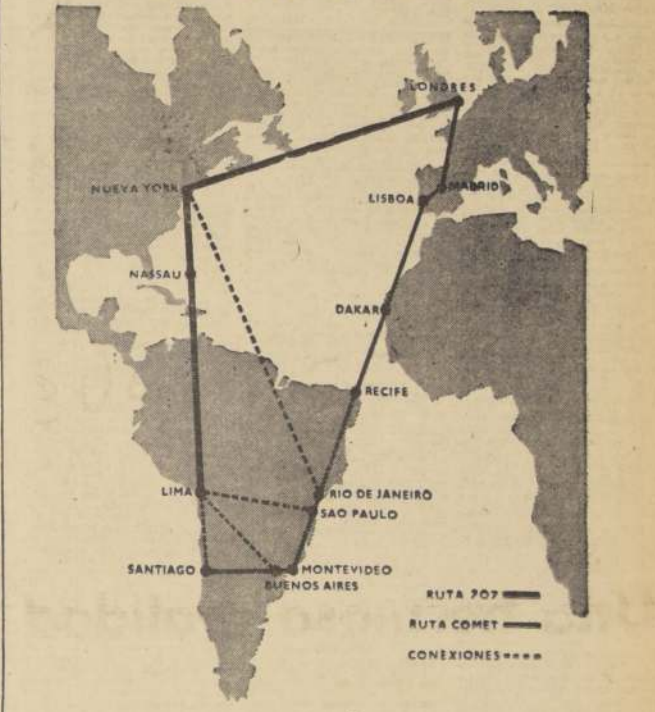 LONDRES
NUEVA YORK
MADRID
LISBOA
NASSAU
DAKAR
RECIFE
LIMA
RIO DE JANEIRO
SAO PAULO
SANTIAGO
MONTEVIDEO
BUENOS AIRES
RUTA 707
RUTA COMET
CONEXIONES